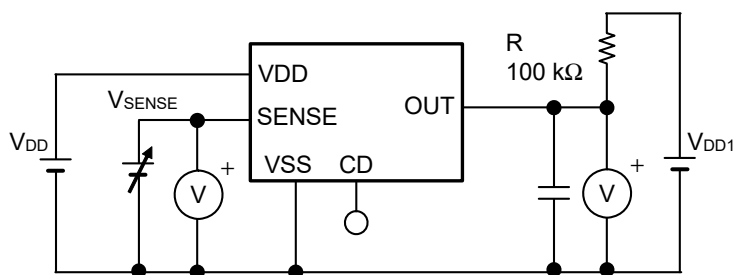 R
100 kΩ
VDD
VSENSE
SENSE
OUT
VDD
VDD1
VSS
CD
+
V
+
V